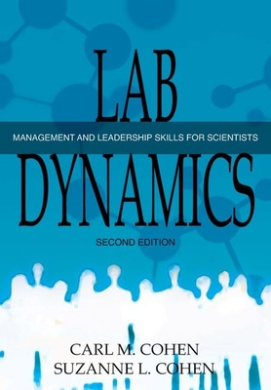 LAB
MANAGEMENT AND LEADERSHIP SKILLS FOR SCIENTISTS
DYNAMICS
SECOND EDITION
CARL M. COHEN
SUZANNE L. COHEN